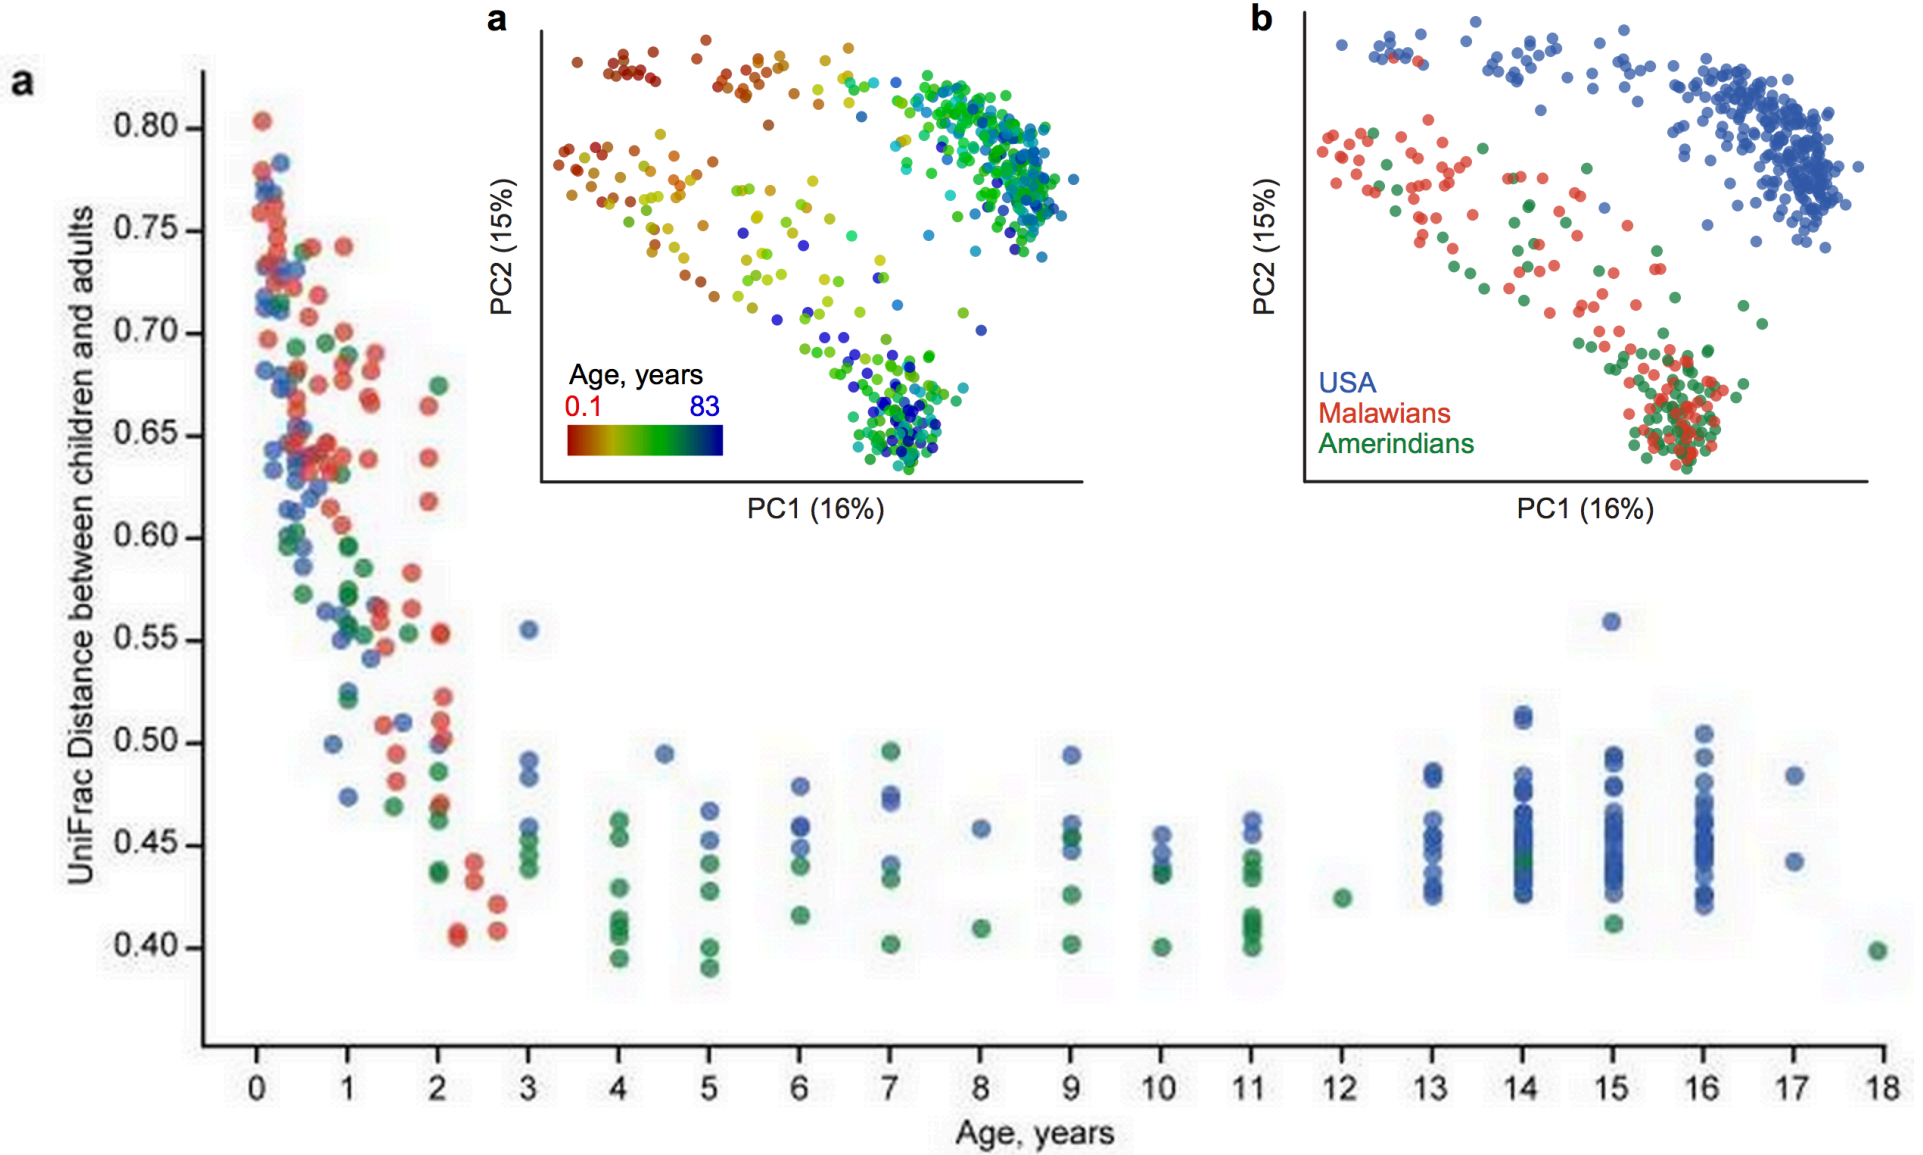 a
UniFrac Distance between children and adults
0.80
0.75
0.70
0.65
0.60
0.55
0.50
0.45
0.40
0 1 2 3 4 5 6 7 8 9 10 11 12 13 14 15 16 17 18
Age, years
a
PC2 (15%)
Age, years
0.1 83
PC1 (16%)
b
PC2 (15%)
USA
Malawians
Amerindians
PC1 (16%)